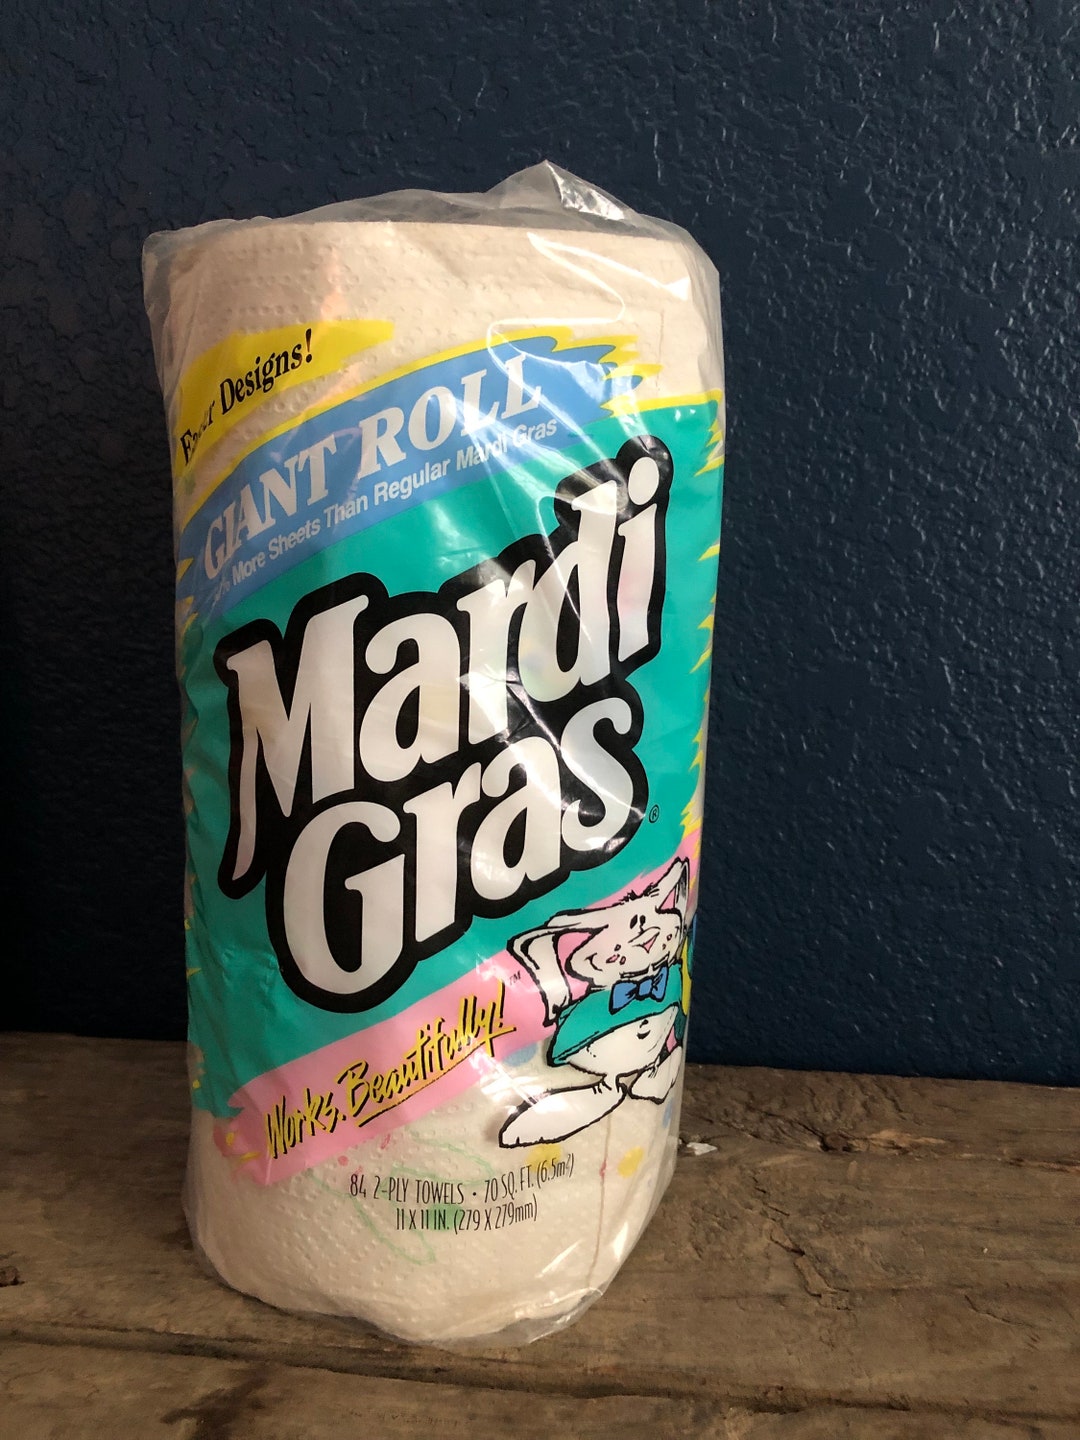 Designs!
GIANT ROLL
More Sheets Than Regular Mardi Gras
Mardi
Gras®
Works. Beautifully!™
84 2-PLY TOWELS · 70 SQ. FT. (6.5m²)
11 X 11 IN. (279 X 279mm)